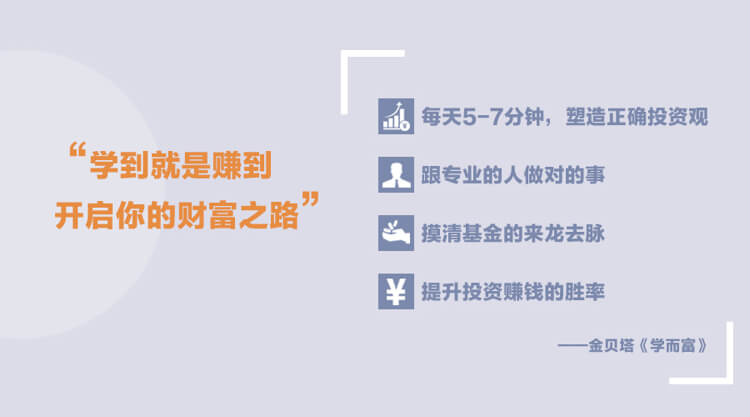 “学到就是赚到
开启你的财富之路”
每天5-7分钟，塑造正确投资观
跟专业的人做对的事
摸清基金的来龙去脉
¥ 提升投资赚钱的胜率
——金贝塔《学而富》